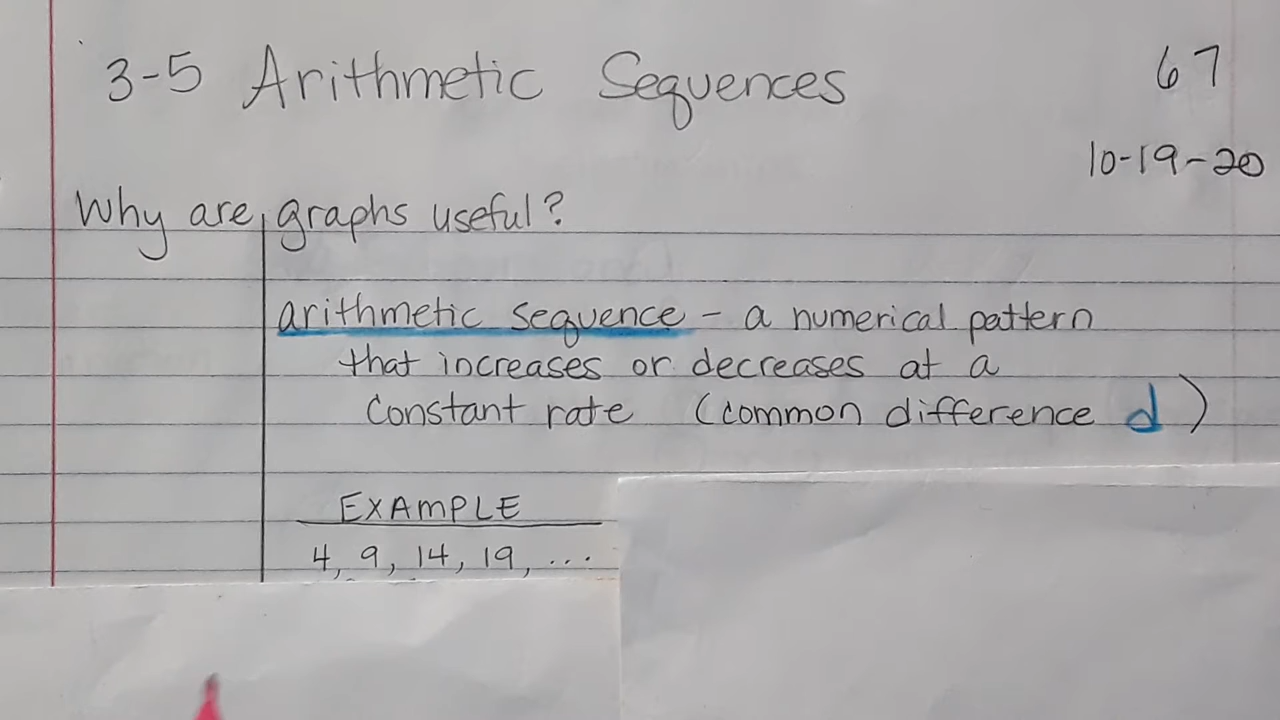 3-5 Arithmetic Sequences 67
10-19-20
Why are graphs useful?
arithmetic sequence - a numerical pattern
that increases or decreases at a
constant rate (common difference d)
EXAMPLE
4, 9, 14, 19, ...